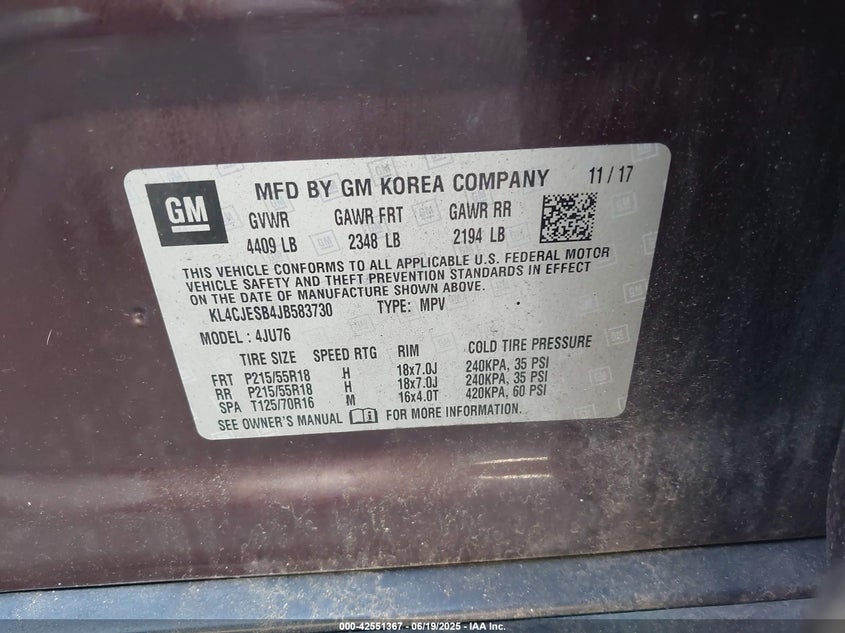 GM
MFD BY GM KOREA COMPANY 11 / 17
GVWR GAWR FRT GAWR RR
4409 LB 2348 LB 2194 LB
THIS VEHICLE CONFORMS TO ALL APPLICABLE U.S. FEDERAL MOTOR
VEHICLE SAFETY AND THEFT PREVENTION STANDARDS IN EFFECT
ON THE DATE OF MANUFACTURE SHOWN ABOVE.
KL4CJESB4JB583730 TYPE: MPV
MODEL : 4JU76
TIRE SIZE SPEED RTG RIM COLD TIRE PRESSURE
FRT P215/55R18 H 18x7.0J 240KPA, 35 PSI
RR P215/55R18 H 18x7.0J 240KPA, 35 PSI
SPA T125/70R16 M 16x4.0T 420KPA, 60 PSI
SEE OWNER'S MANUAL FOR MORE INFORMATION.
000-42551367 - 06/19/2025 - IAA Inc.